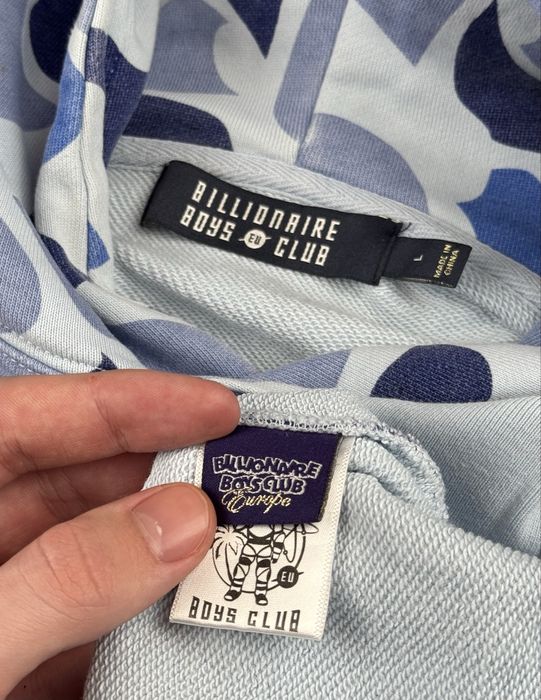 BILLIONAIRE
BOYS EU CLUB
L
MADE IN
CHINA
BILLIONAIRE
BOYS CLUB
Europe
EU
BOYS CLUB